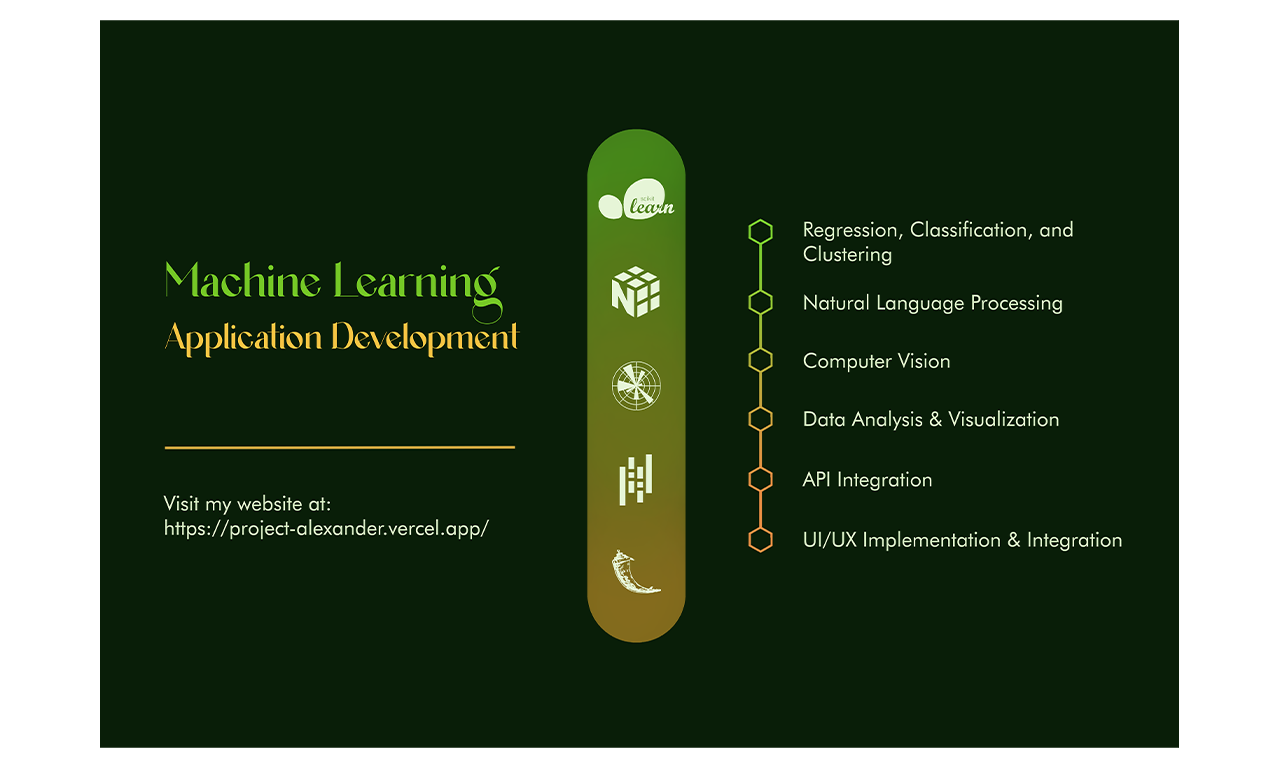 Machine Learning
Application Development
Visit my website at:
https://project-alexander.vercel.app/
learn
N
Regression, Classification, and
Clustering
Natural Language Processing
Computer Vision
Data Analysis & Visualization
API Integration
UI/UX Implementation & Integration